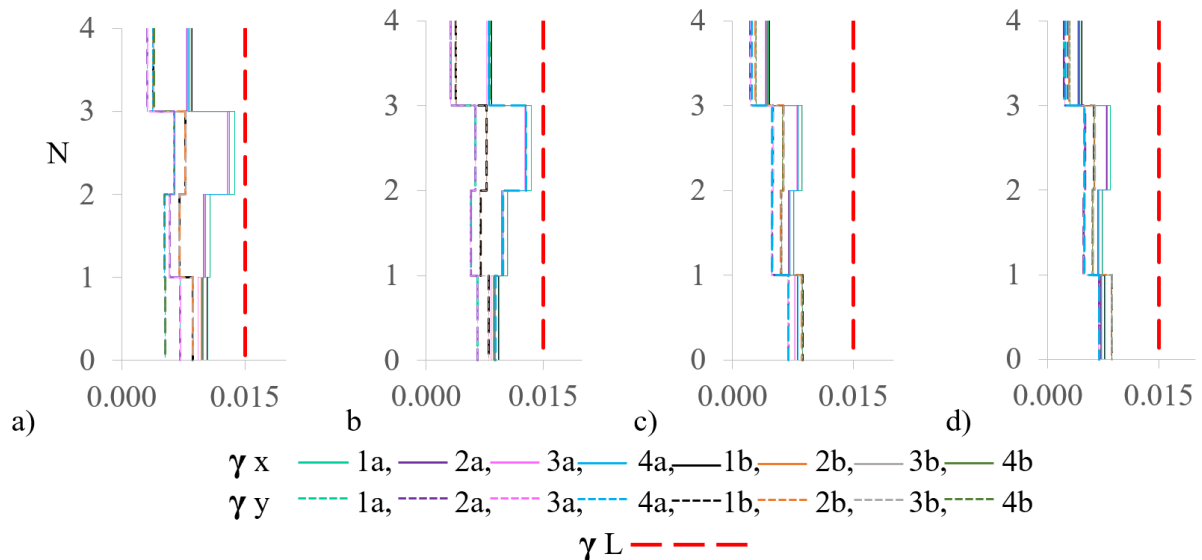 4 4 4 4
3 3 3 3
N
2 2 2 2
1 1 1 1
0 0 0 0
0.000 0.015 0.000 0.015 0.000 0.015 0.000 0.015
a) b c) d)
γ x 1a, 2a, 3a, 4a, 1b, 2b, 3b, 4b
γ y 1a, 2a, 3a, 4a, 1b, 2b, 3b, 4b
γ L